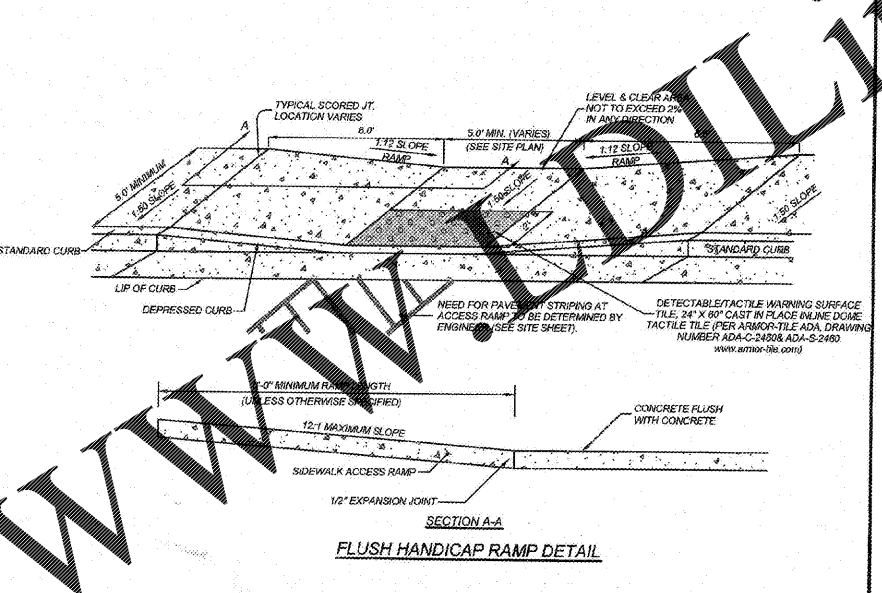 TYPICAL SCORED JT.
LOCATION VARIES
LEVEL & CLEAR AREA
NOT TO EXCEED 2%
IN ANY DIRECTION
A
6.0'
5.0' MIN. (VARIES)
(SEE SITE PLAN)
1:12 SLOPE
RAMP
A
1:12 SLOPE
RAMP
5.0' MINIMUM
1:50 SLOPE
1:50 SLOPE
1:50 SLOPE
STANDARD CURB
STANDARD CURB
LIP OF CURB
DEPRESSED CURB
NEED FOR PAVEMENT STRIPING AT
ACCESS RAMP TO BE DETERMINED BY
ENGINEER (SEE SITE SHEET).
DETECTABLE/TACTILE WARNING SURFACE
TILE, 24" X 60" CAST IN PLACE INLINE DOME
TACTILE TILE (PER ARMOR-TILE ADA, DRAWING
NUMBER ADA-C-2460& ADA-S-2460.
www.armor-tile.com)
MINIMUM RAMP LENGTH
(UNLESS OTHERWISE SPECIFIED)
12:1 MAXIMUM SLOPE
CONCRETE FLUSH
WITH CONCRETE
SIDEWALK ACCESS RAMP
1/2" EXPANSION JOINT
SECTION A-A
FLUSH HANDICAP RAMP DETAIL
WWW.LDILI